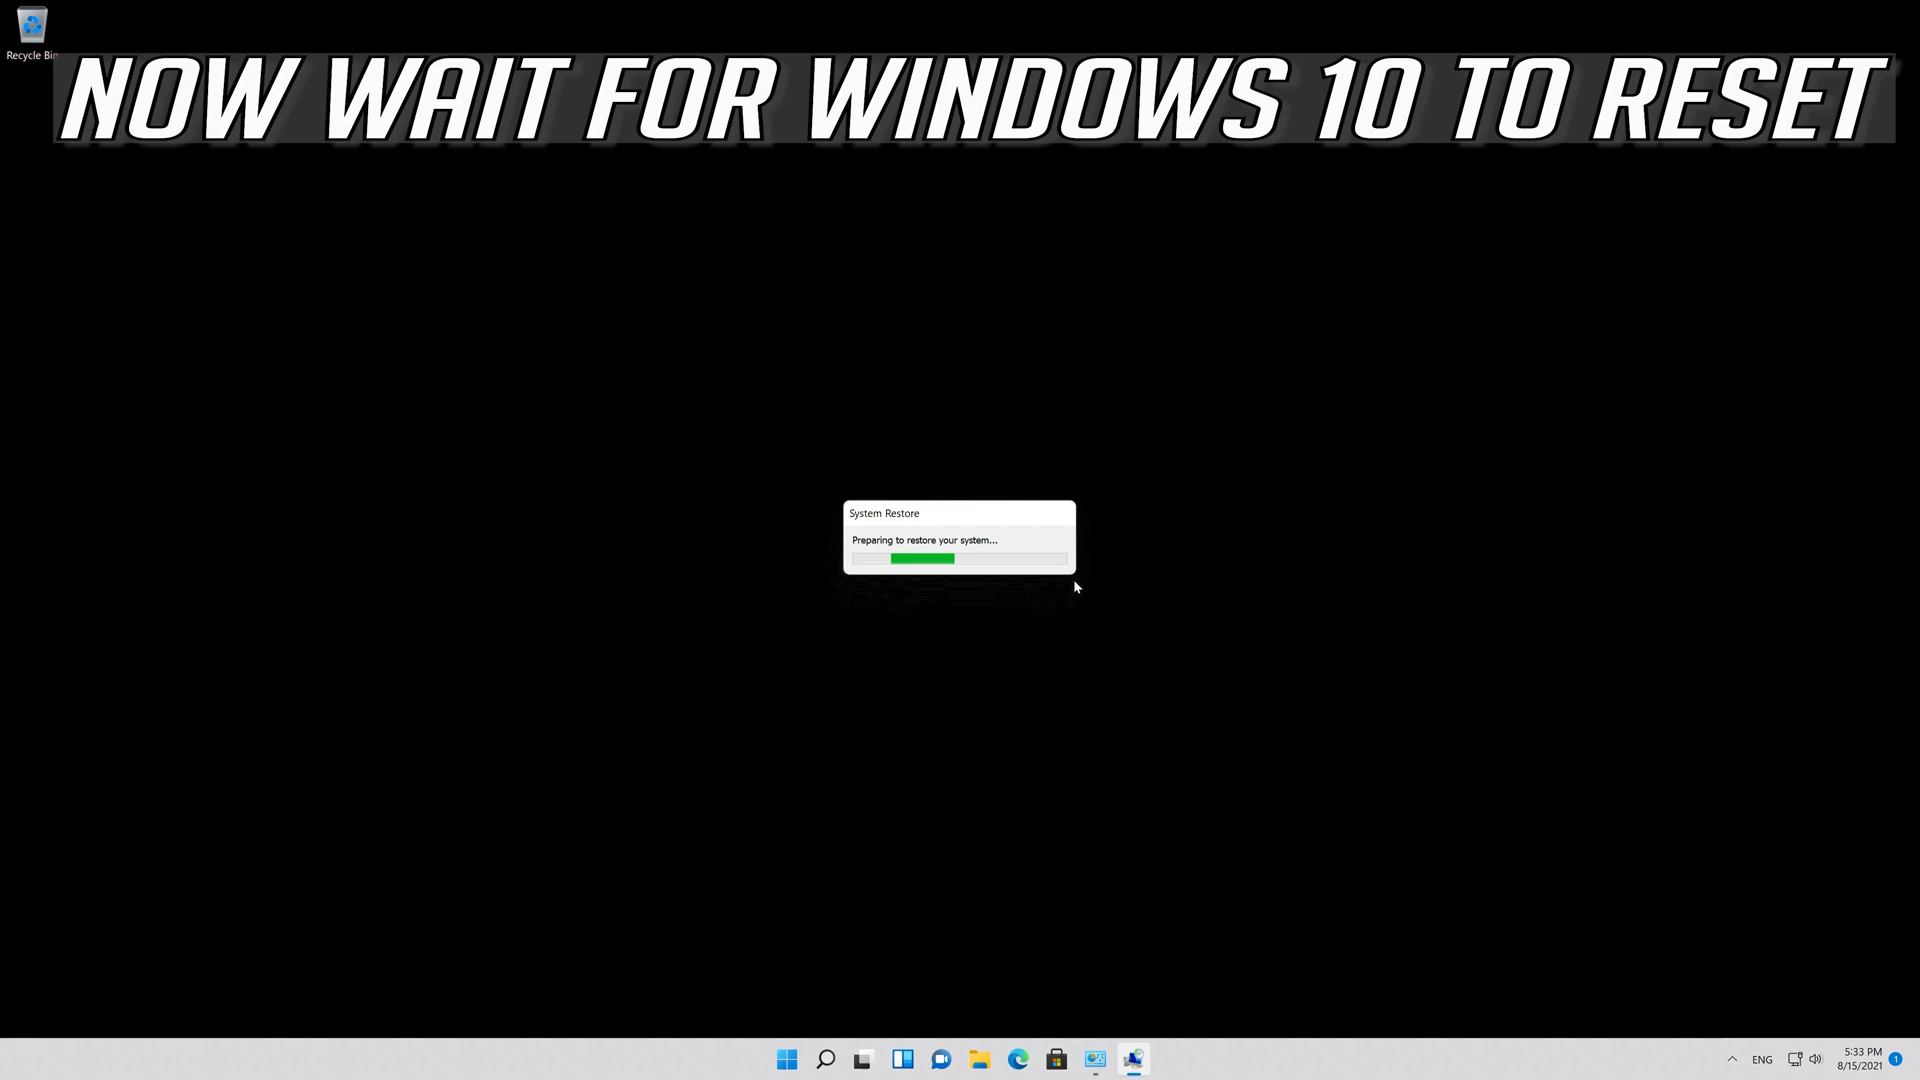 Recycle Bin
NOW WAIT FOR WINDOWS 10 TO RESET
System Restore
Preparing to restore your system...
ENG
5:33 PM
8/15/2021
1